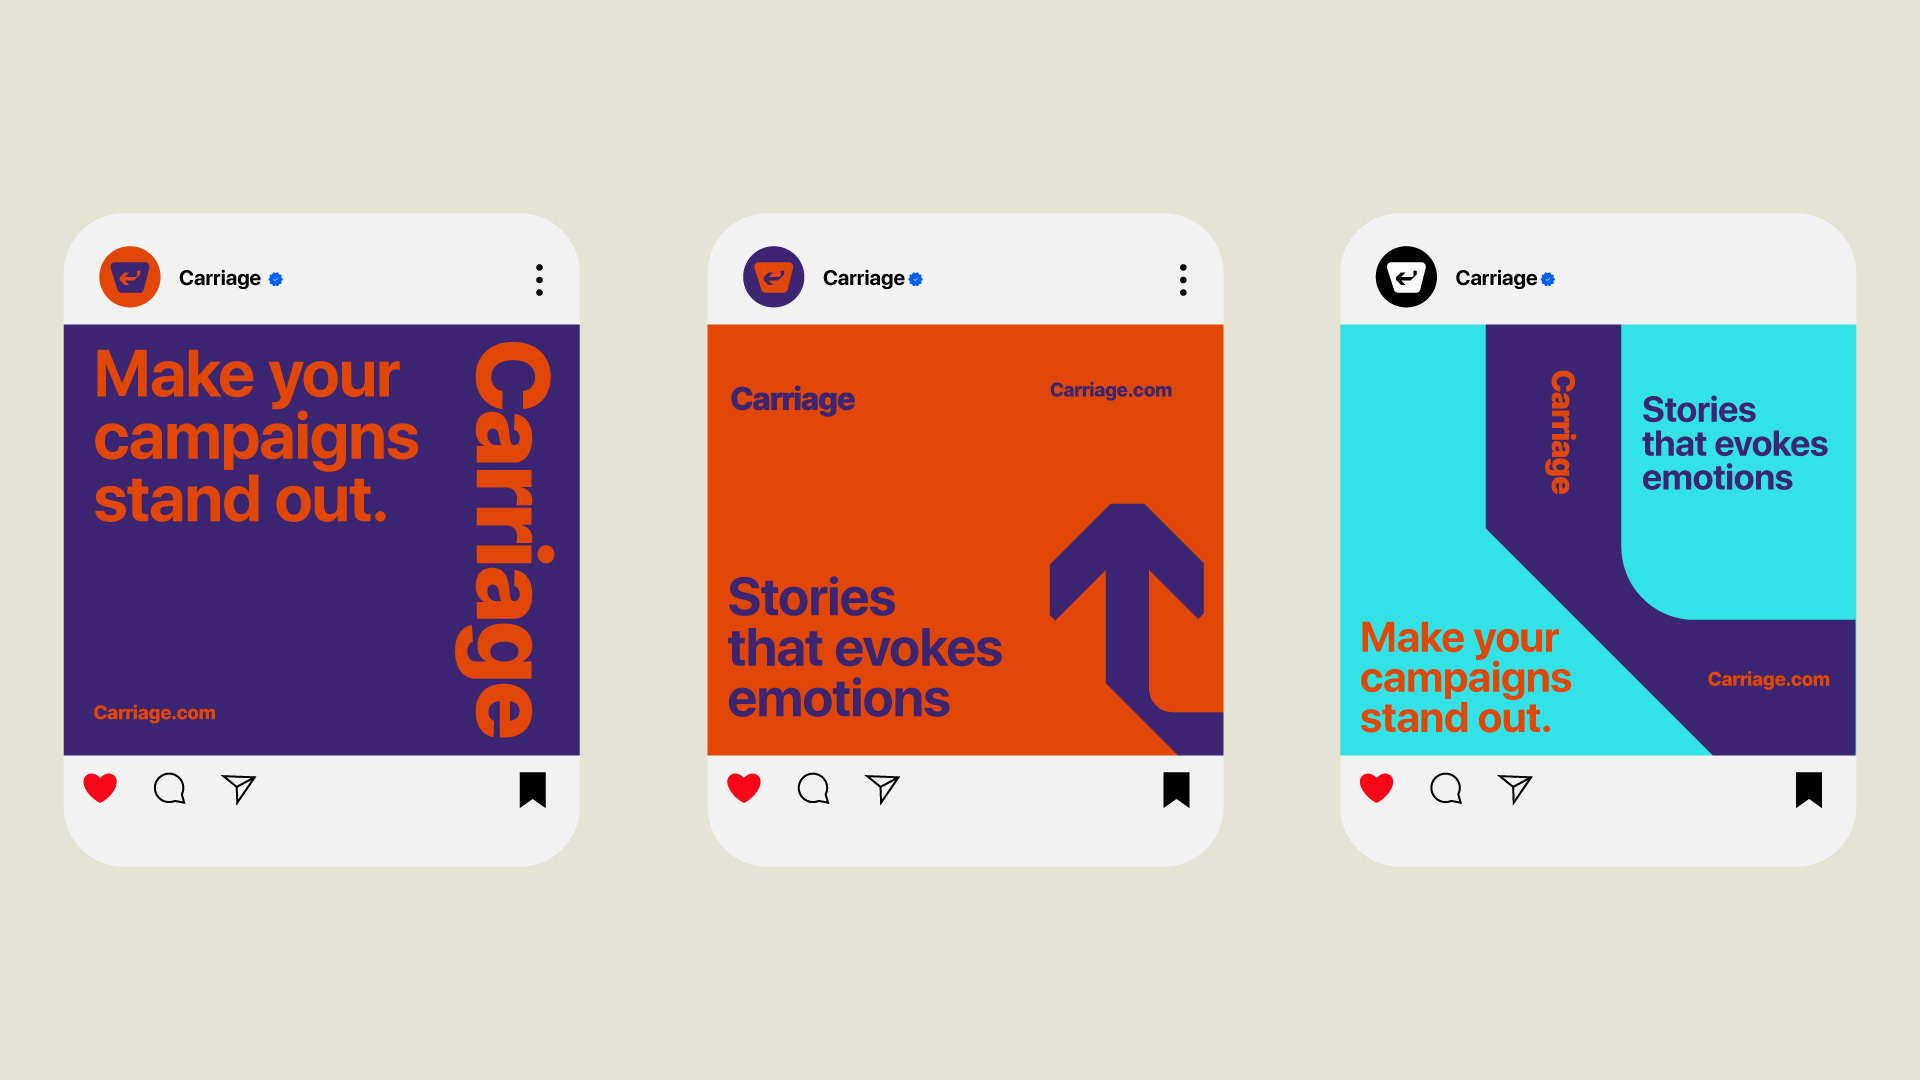 Carriage
Make your
campaigns
stand out.
Carriage
Carriage.com
Carriage
Carriage
Carriage.com
Stories
that evokes
emotions
Carriage
Carriage
Stories
that evokes
emotions
Make your
campaigns
stand out.
Carriage.com